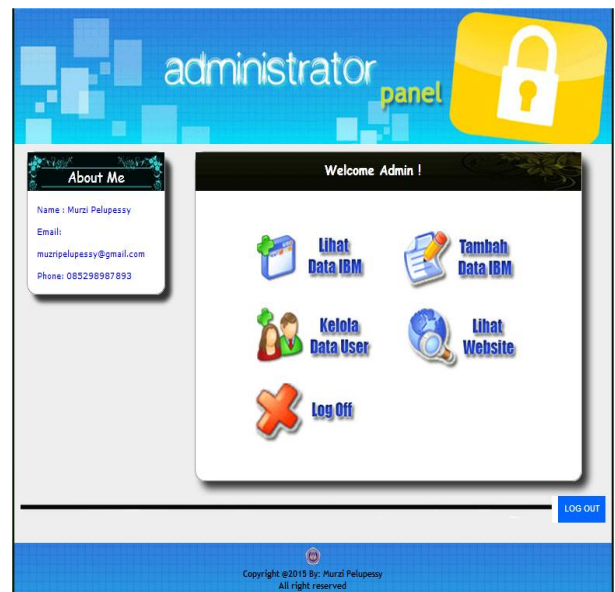 administrator
panel
About Me
Name : Murzi Pelupessy
Email:
muzripelupessy@gmail.com
Phone: 085298987893
Welcome Admin !
Lihat
Data IBM
Tambah
Data IBM
Kelola
Data User
Lihat
Website
Log Off
LOG OUT
Copyright @2015 By: Murzi Pelupessy
All right reserved